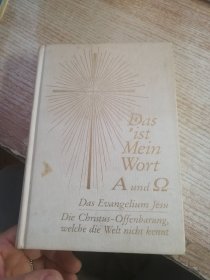 Das
ist
Mein
Wort
A und Ω
Das Evangelium Jesu
Die Christus-Offenbarung,
welche die Welt nicht kennt